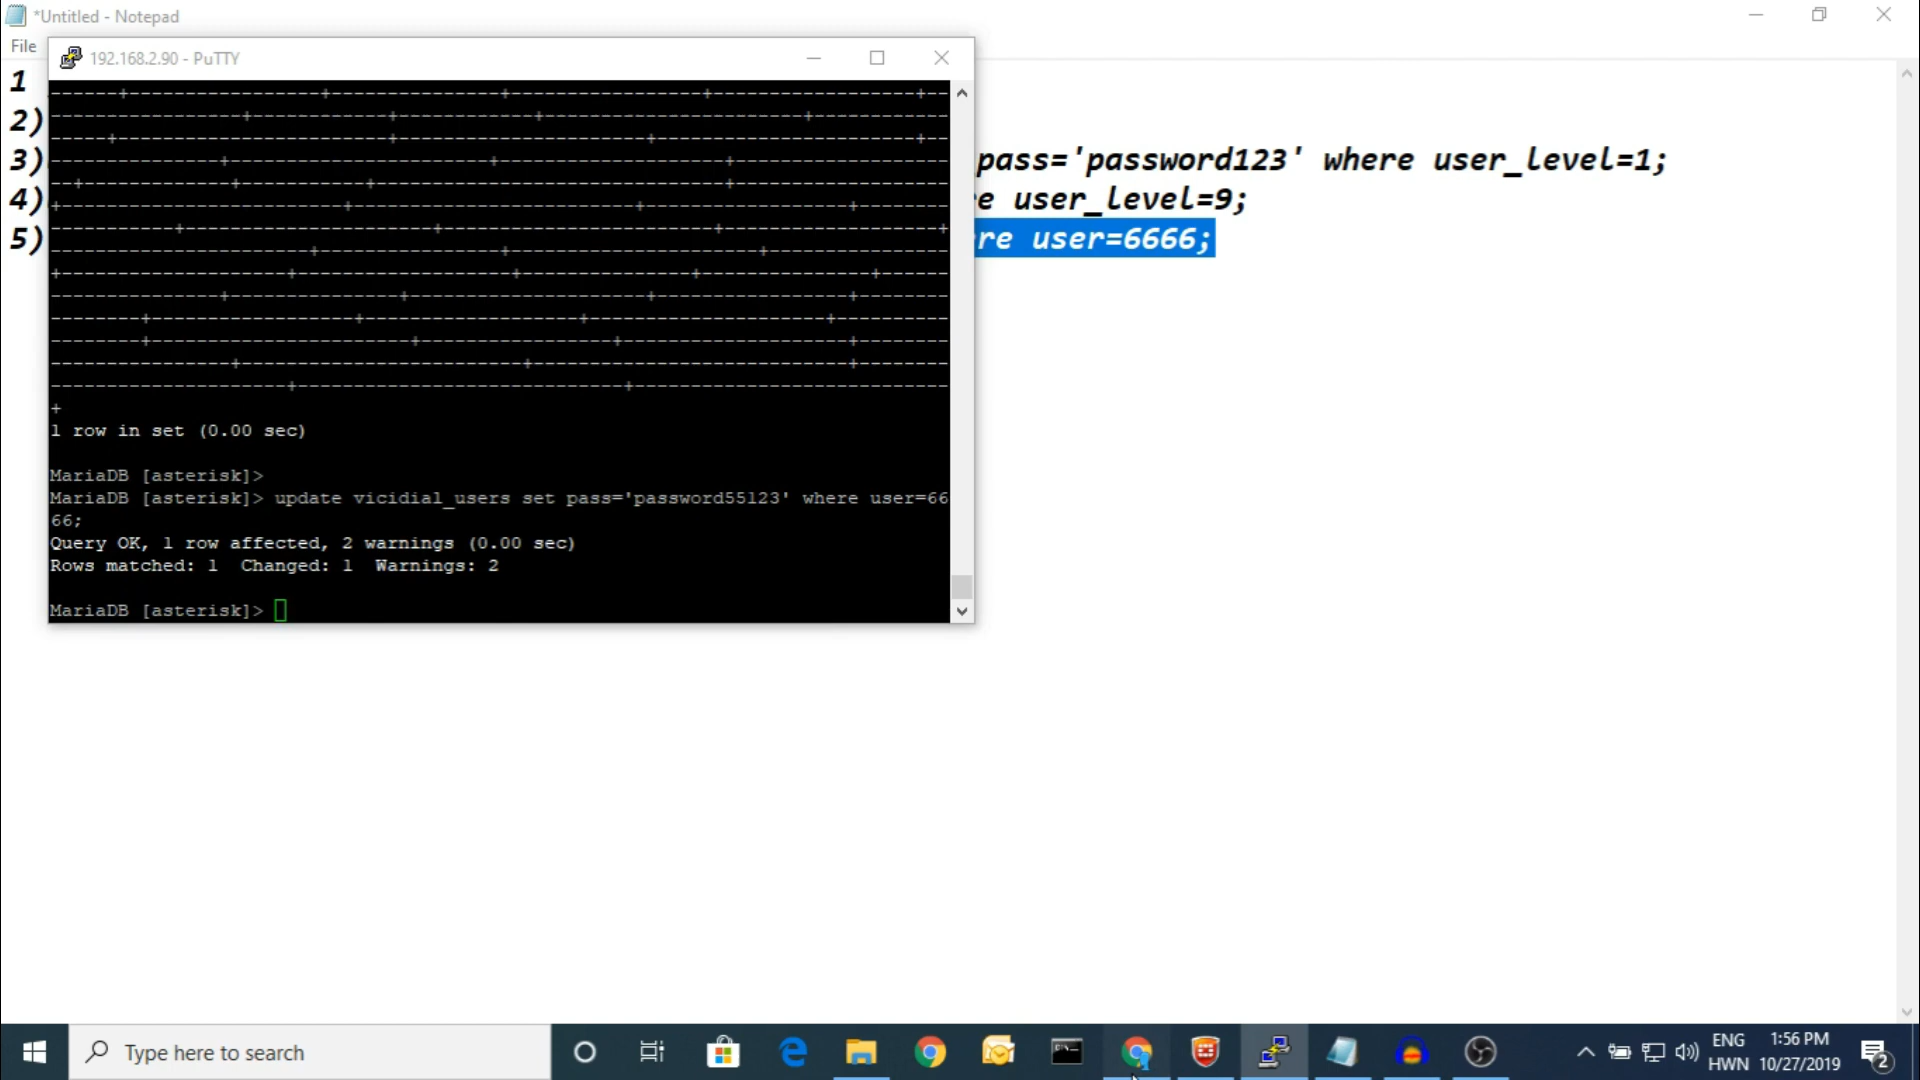 *Untitled - Notepad
File
192.168.2.90 - PuTTY
1
2)
3) pass='password123' where user_level=1;
4) re user_level=9;
5) re user=6666;
1 row in set (0.00 sec)
MariaDB [asterisk]>
MariaDB [asterisk]> update vicidial_users set pass='password55123' where user=66
66;
Query OK, 1 row affected, 2 warnings (0.00 sec)
Rows matched: 1 Changed: 1 Warnings: 2
MariaDB [asterisk]>
Type here to search
ENG
HWN
1:56 PM
10/27/2019
2